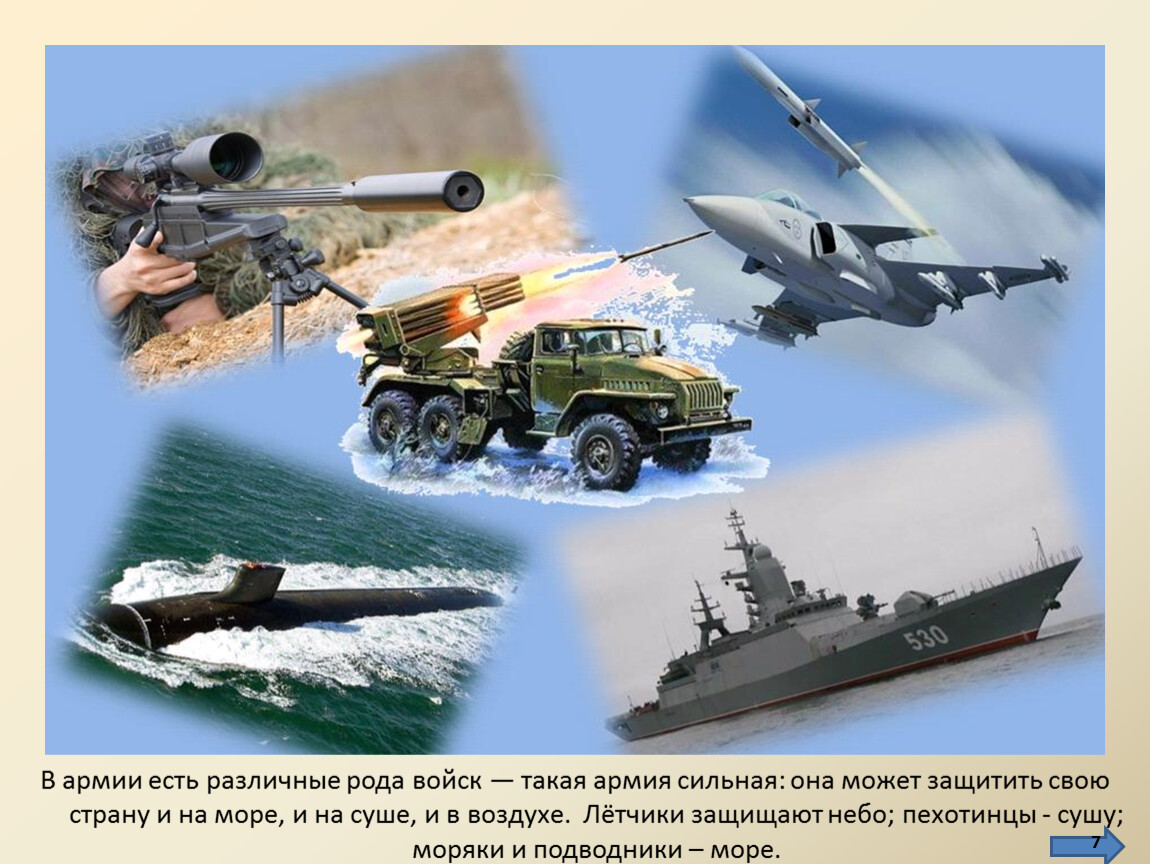 530
В армии есть различные рода войск — такая армия сильная: она может защитить свою
страну и на море, и на суше, и в воздухе. Лётчики защищают небо; пехотинцы - сушу;
моряки и подводники – море.
7